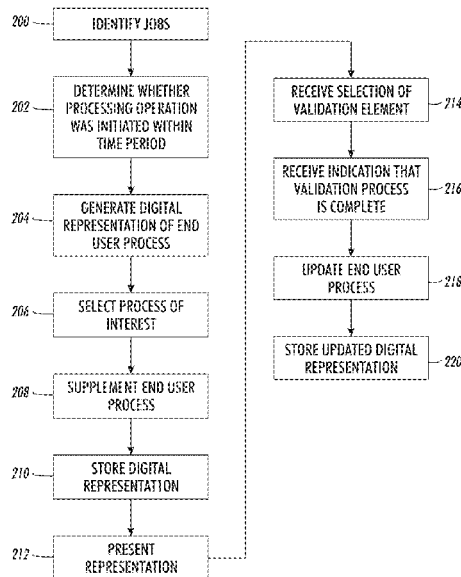 200
IDENTIFY JOBS
202
DETERMINE WHETHER
PROCESSING OPERATION
WAS INITIATED WITHIN
TIME PERIOD
204
GENERATE DIGITAL
REPRESENTATION OF END
USER PROCESS
206
SELECT PROCESS OF
INTEREST
208
SUPPLEMENT END USER
PROCESS
210
STORE DIGITAL
REPRESENTATION
212
PRESENT
REPRESENTATION
RECEIVE SELECTION OF
VALIDATION ELEMENT
214
RECEIVE INDICATION THAT
VALIDATION PROCESS
IS COMPLETE
216
UPDATE END USER
PROCESS
218
STORE UPDATED DIGITAL
REPRESENTATION
220